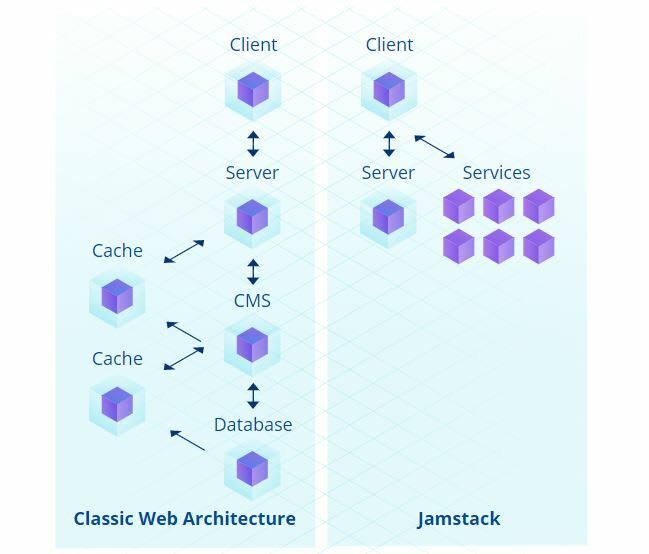 Client
Server
Cache
CMS
Cache
Database
Classic Web Architecture
Client
Server
Services
Jamstack